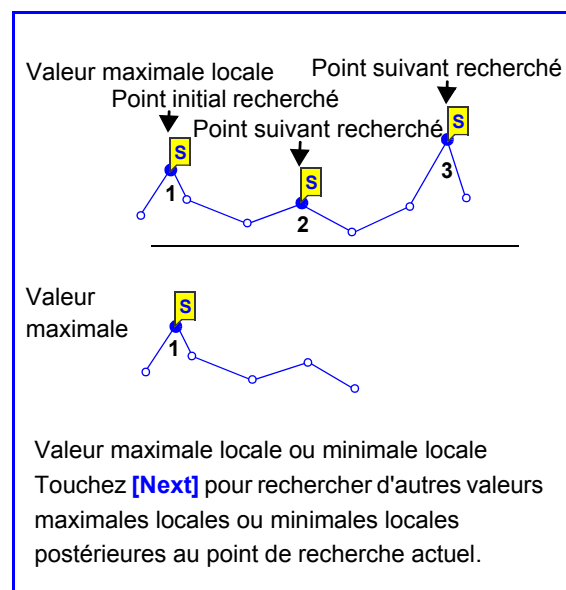 Valeur maximale locale
Point suivant recherché
Point initial recherché
S
Point suivant recherché
S
S
1
2
3
Valeur
maximale
S
1
Valeur maximale locale ou minimale locale
Touchez [Next] pour rechercher d'autres valeurs
maximales locales ou minimales locales
postérieures au point de recherche actuel.